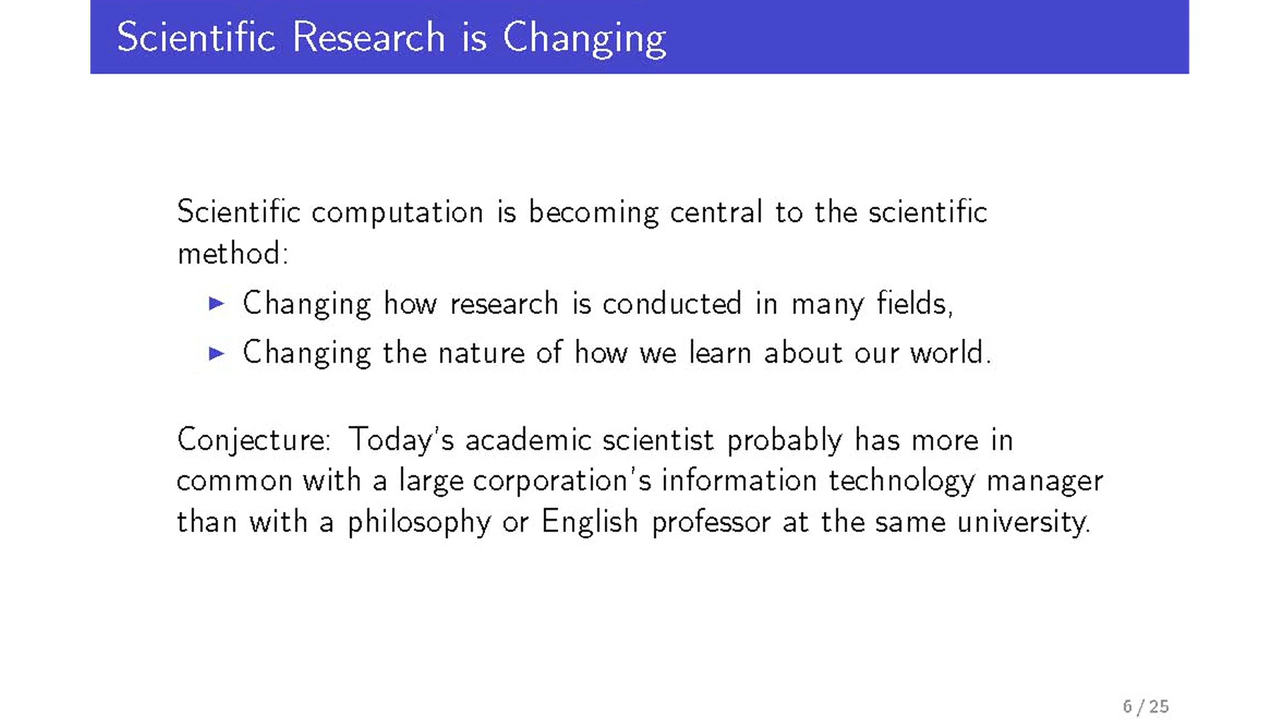 Scientific Research is Changing
Scientific computation is becoming central to the scientific
method:
Changing how research is conducted in many fields,
Changing the nature of how we learn about our world.
Conjecture: Today's academic scientist probably has more in
common with a large corporation's information technology manager
than with a philosophy or English professor at the same university.
6 / 25